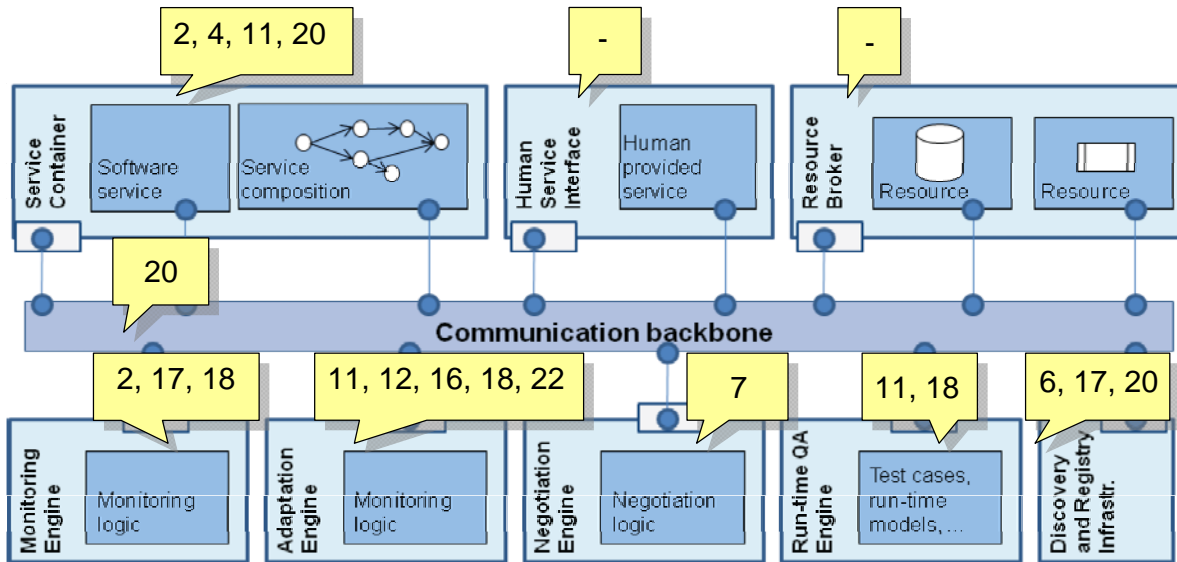 2, 4, 11, 20
-
-
Service
Container
Software
service
Service
composition
Human
Service
Interface
Human
provided
service
Resource
Broker
Resource
Resource
20
Communication backbone
2, 17, 18
11, 12, 16, 18, 22
7
11, 18
6, 17, 20
Monitoring
Engine
Monitoring
logic
Adaptation
Engine
Monitoring
logic
Negotiation
Engine
Negotiation
logic
Run-time QA
Engine
Test cases,
run-time
models, ...
Discovery
and Registry
Infrastr.